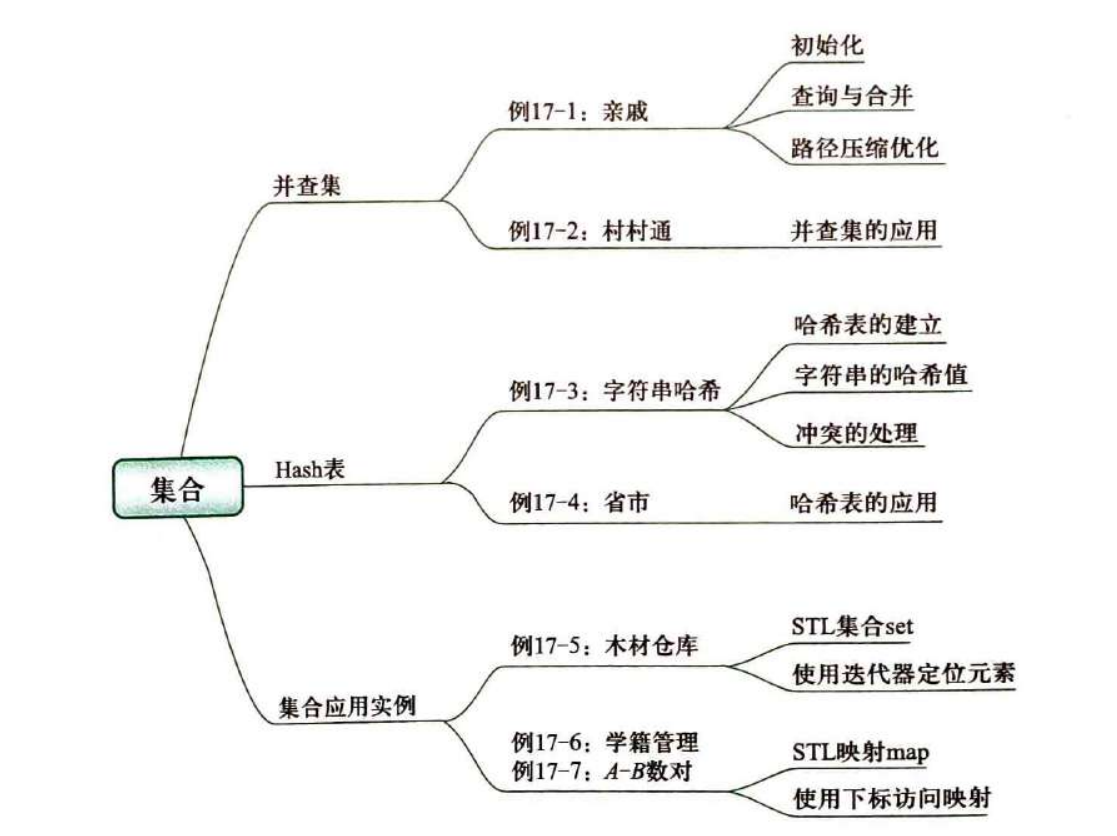 初始化
例17-1：亲戚
查询与合并
路径压缩优化
并查集
例17-2：村村通
并查集的应用
哈希表的建立
例17-3：字符串哈希
字符串的哈希值
冲突的处理
Hash表
集合
例17-4：省市
哈希表的应用
STL集合set
例17-5：木材仓库
使用迭代器定位元素
集合应用实例
例17-6：学籍管理
例17-7：A-B数对
STL映射map
使用下标访问映射